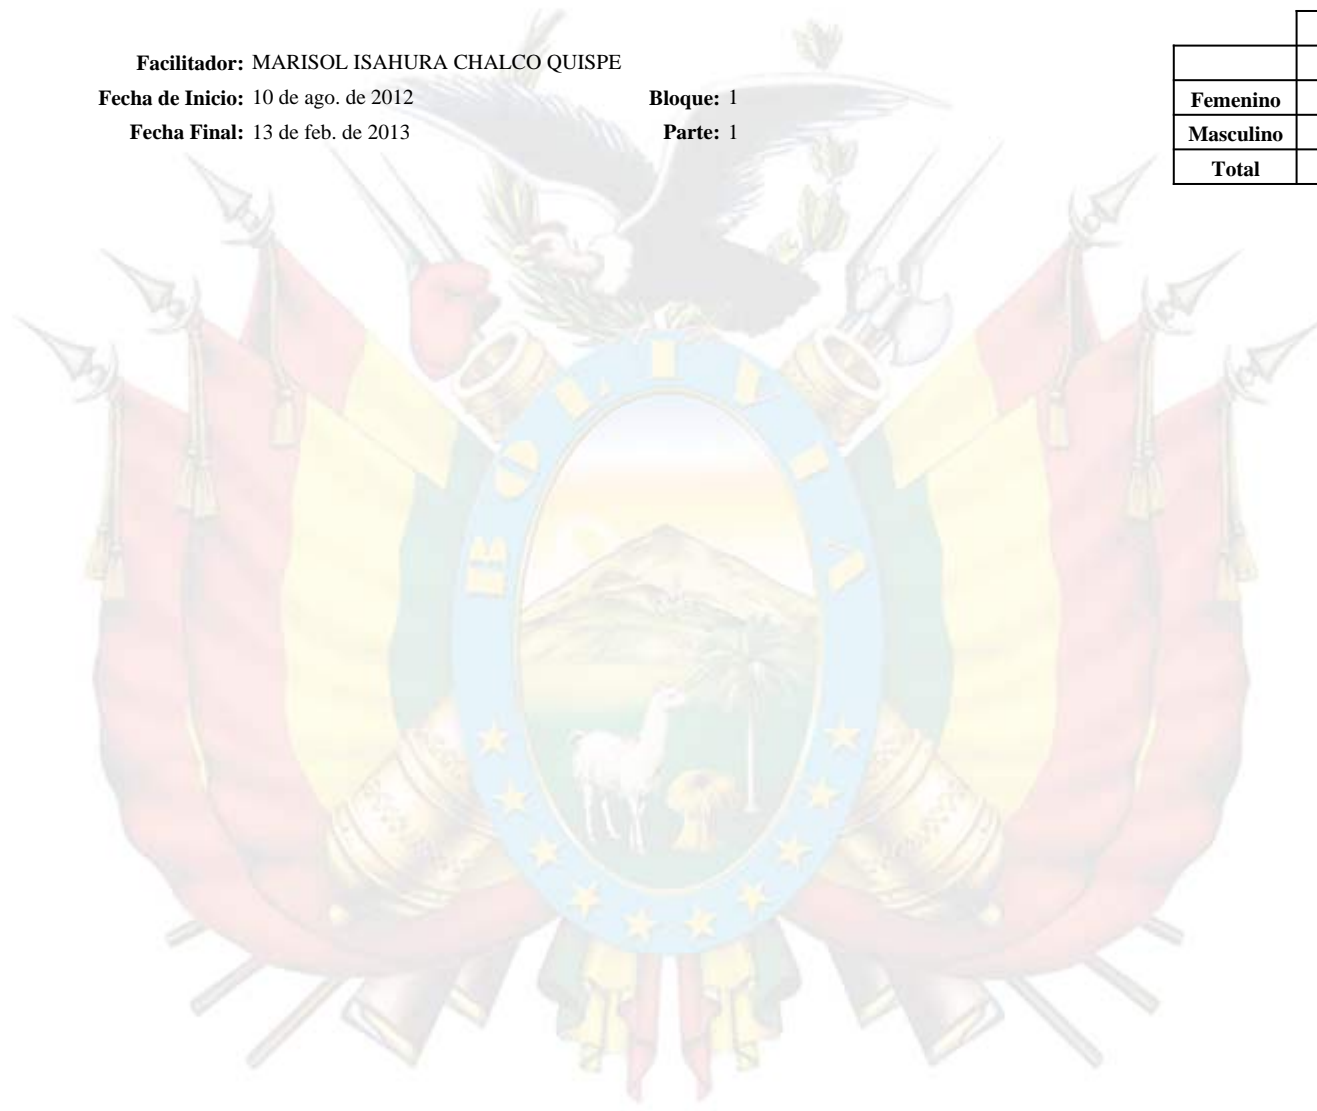 Facilitador: MARISOL ISAHURA CHALCO QUISPE
Fecha de Inicio: 10 de ago. de 2012 Bloque: 1
Fecha Final: 13 de feb. de 2013 Parte: 1
Femenino
Masculino
Total
BOLIVIA